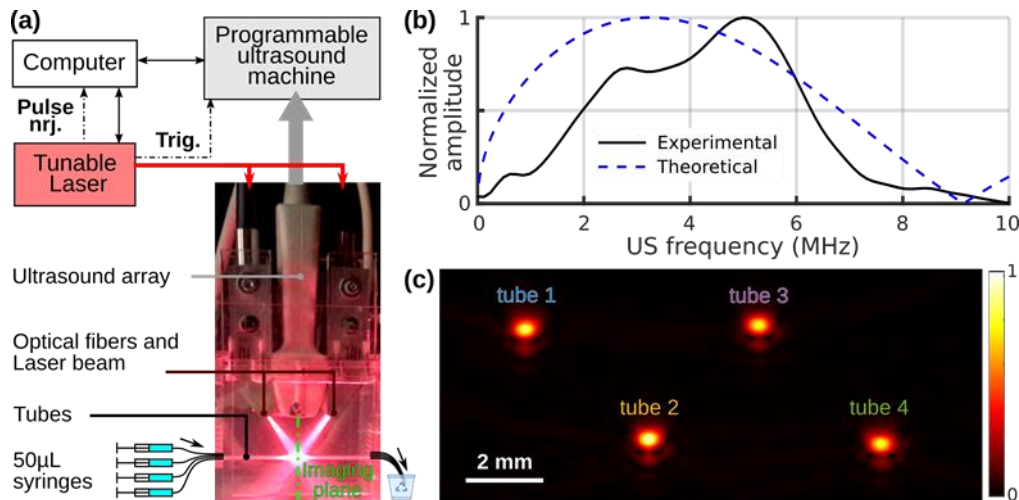 (a)
Computer
Programmable
ultrasound
machine
Pulse
nrj.
Trig.
Tunable
Laser
Ultrasound array
Optical fibers and
Laser beam
Tubes
50µL
syringes
Imaging
plane
(b)
Normalized
amplitude
1
0
Experimental
Theoretical
0 2 4 6 8 10
US frequency (MHz)
(c)
tube 1
tube 3
tube 2
tube 4
2 mm
1
0